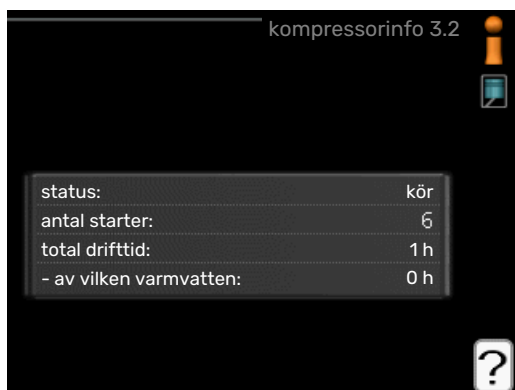 kompressorinfo 3.2
status: kör
antal starter: 6
total drifttid: 1 h
- av vilken varmvatten: 0 h
?